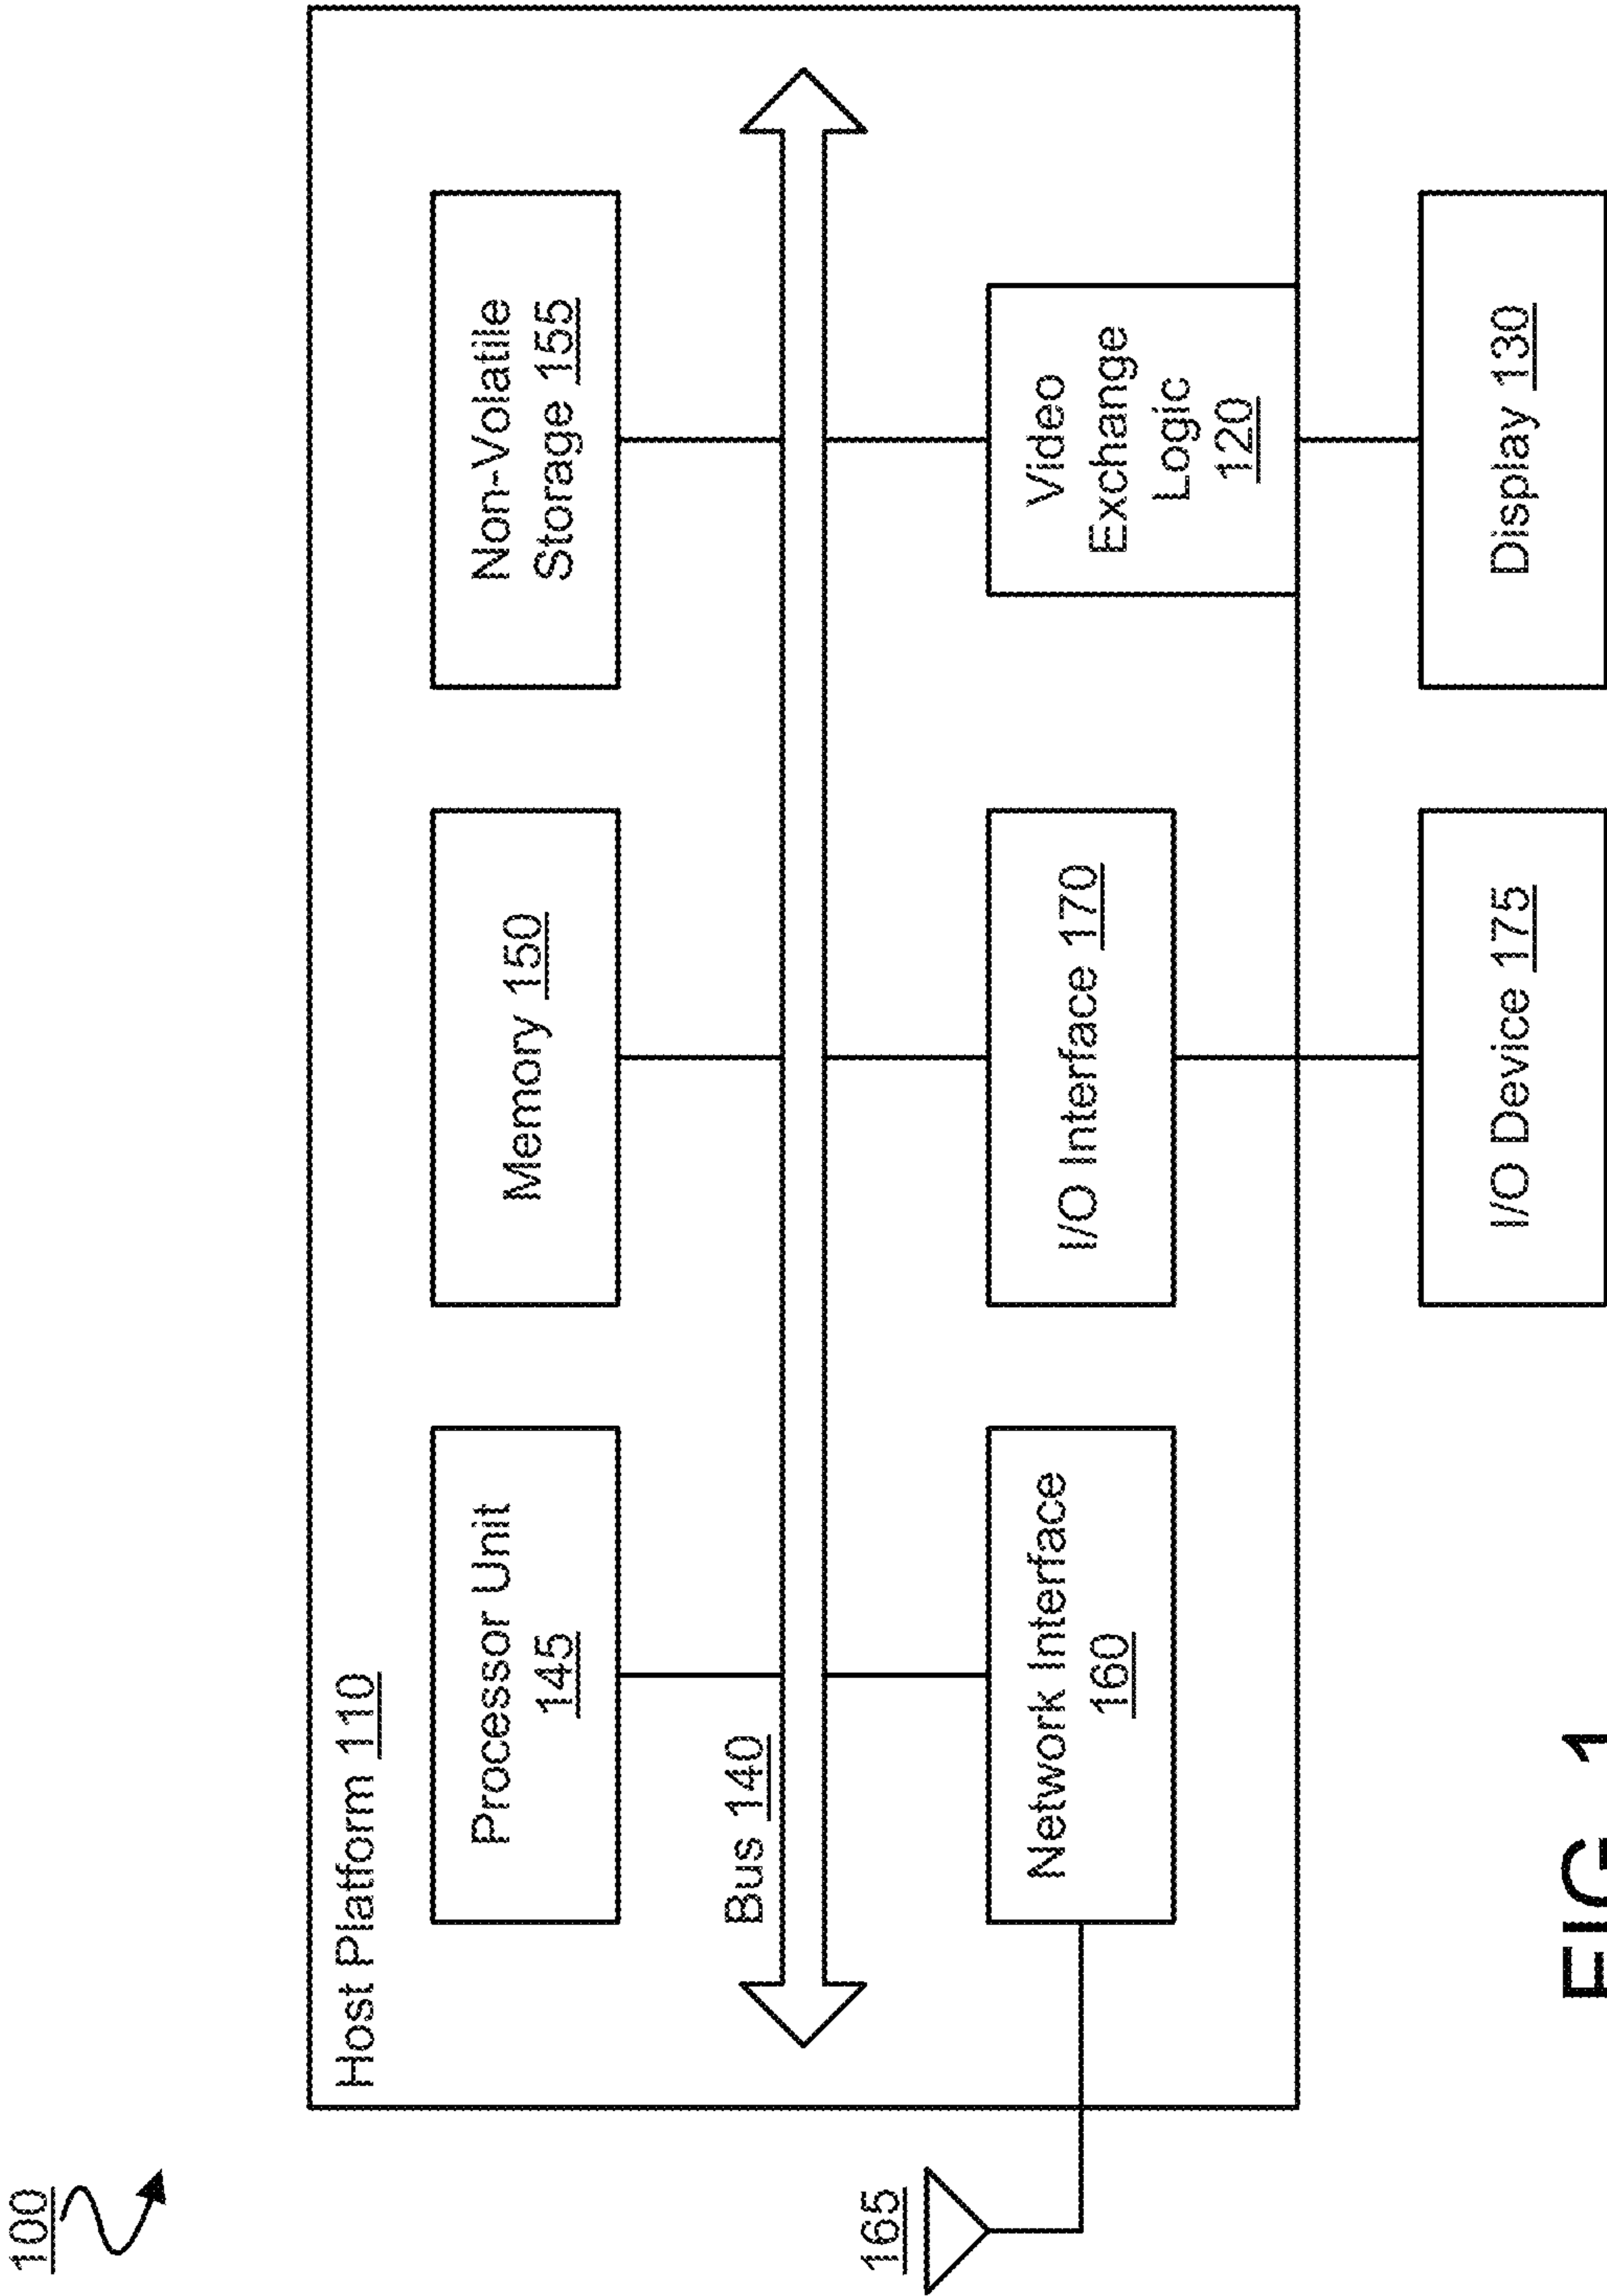 100
Host Platform 110
Processor Unit
145
Memory 150
Non-Volatile
Storage 155
Bus 140
165
Network Interface
160
I/O Interface 170
Video
Exchange
Logic
120
I/O Device 175
Display 130
FIG. 1